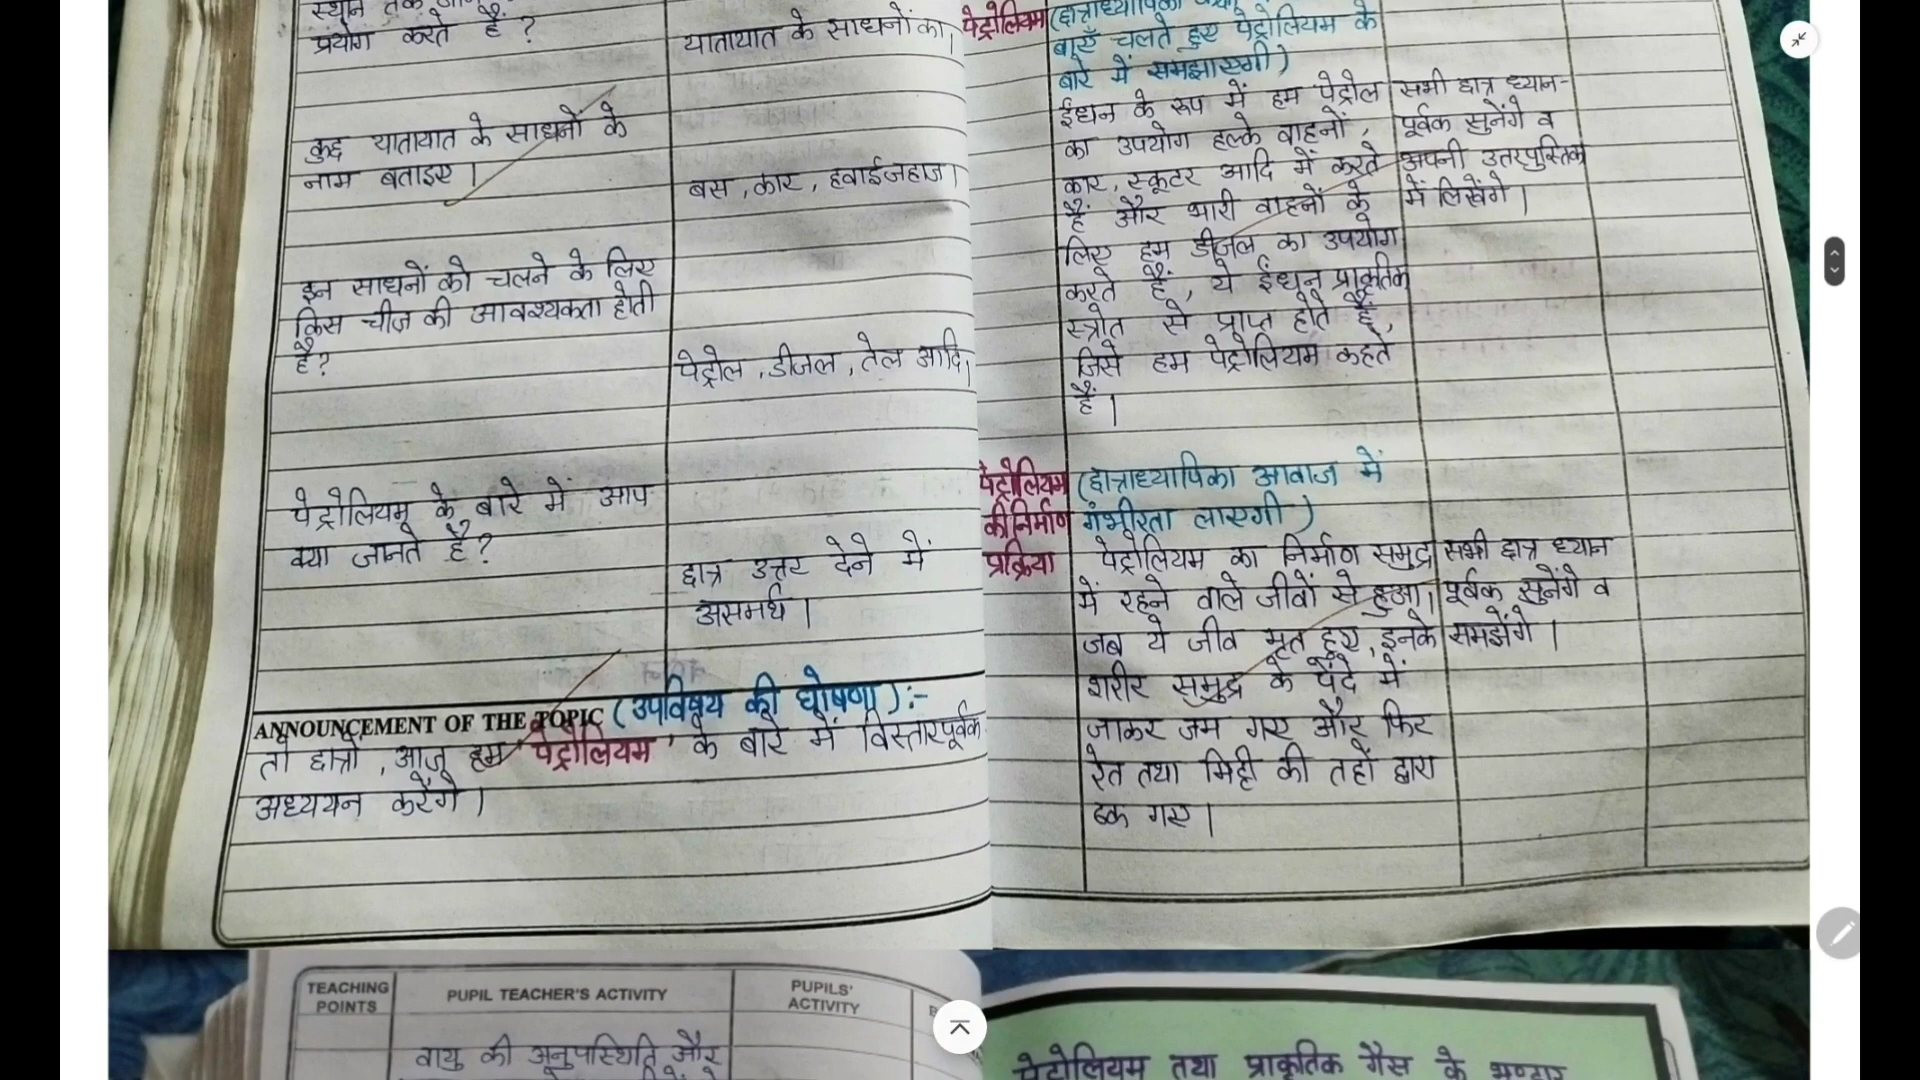 स्थान तक
प्रयोग करते हैं ?
यातायात के साधनों का।
कुछ यातायात के साधनों के
नाम बताइए।
बस, कार, हवाईजहाज।
इन साधनों को चलने के लिए
किस चीज की आवश्यकता होती
है?
पेट्रोल, डीजल, तेल आदि।
पेट्रोलियम के बारे में आप
क्या जानते हैं?
छात्र उत्तर देने में
असमर्थ।
ANNOUNCEMENT OF THE TOPIC (उपविषय की घोषणा):-
तो छात्रों, आज हम 'पेट्रोलियम' के बारे में विस्तारपूर्वक
अध्ययन करेंगे।
पेट्रोलियम
(छात्राध्यापिका
बाएँ चलते हुए पेट्रोलियम के
बारे में समझाएगी)
ईंधन के रूप में हम पेट्रोल
का उपयोग हल्के वाहनों,
कार, स्कूटर आदि में करते
हैं और भारी वाहनों के
लिए हम डीजल का उपयोग
करते हैं, ये ईंधन प्राकृतिक
स्त्रोत से प्राप्त होते हैं,
जिसे हम पेट्रोलियम कहते
हैं।
सभी छात्र ध्यान-
पूर्वक सुनेंगे व
अपनी उतरपुस्तिका
में लिखेंगे।
पेट्रोलियम
की निर्माण
प्रक्रिया
(छात्राध्यापिका आवाज में
गंभीरता लाएगी)
पेट्रोलियम का निर्माण समुद्र
में रहने वाले जीवों से हुआ।
जब ये जीव मृत हुए, इनके
शरीर समुद्र के पेंदे में
जाकर जम गए और फिर
रेत तथा मिट्टी की तहों द्वारा
ढक गए।
सभी छात्र ध्यान
पूर्वक सुनेंगे व
समझेंगे।
TEACHING
POINTS
PUPIL TEACHER'S ACTIVITY
PUPILS'
ACTIVITY
वायु की अनुपस्थिति और
पेट्रोलियम तथा प्राकृतिक गैस के भण्डार